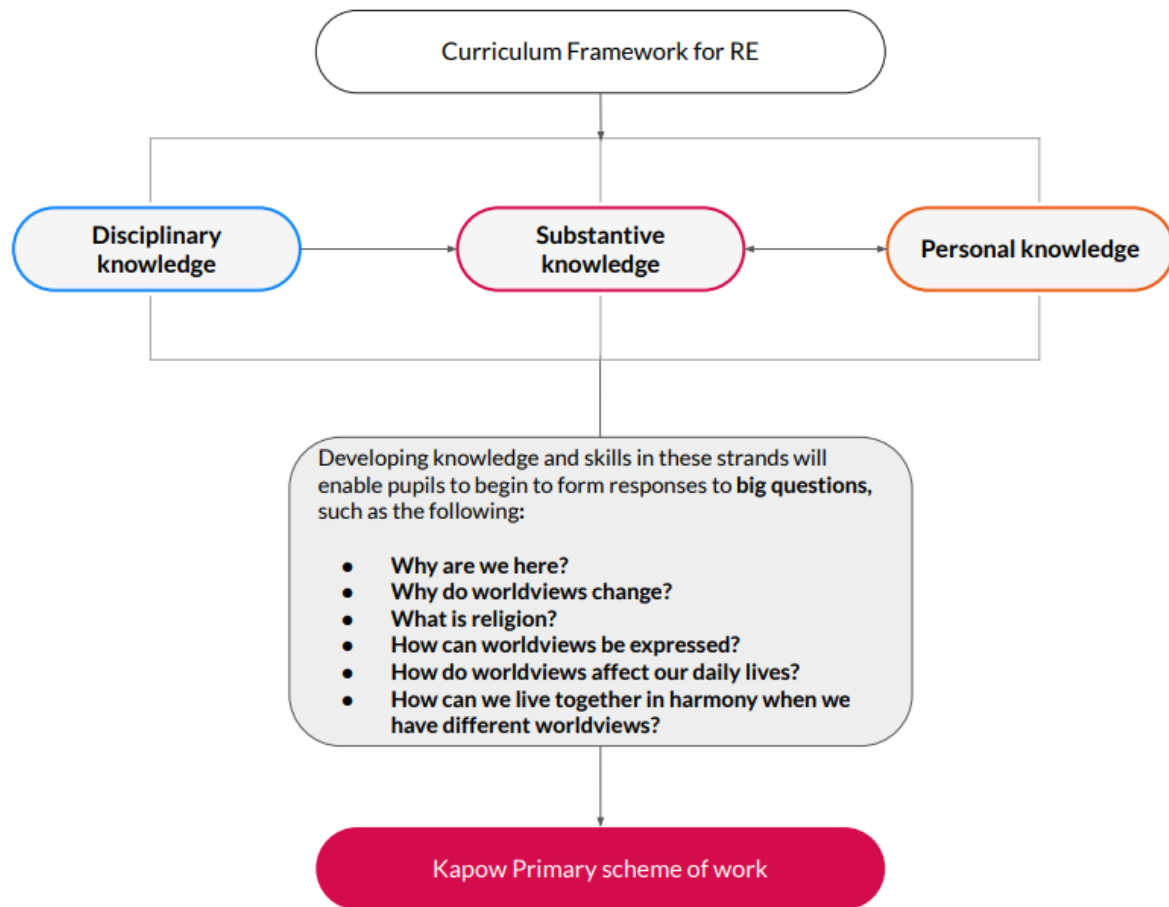 Curriculum Framework for RE
Disciplinary
knowledge
Substantive
knowledge
Personal knowledge
Developing knowledge and skills in these strands will
enable pupils to begin to form responses to big questions,
such as the following:
● Why are we here?
● Why do worldviews change?
● What is religion?
● How can worldviews be expressed?
● How do worldviews affect our daily lives?
● How can we live together in harmony when we
have different worldviews?
Kapow Primary scheme of work